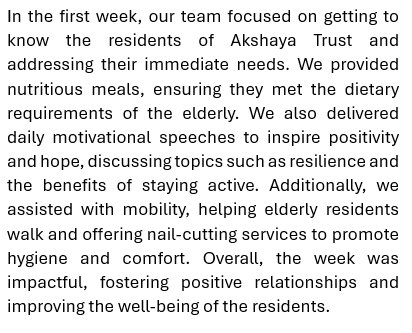 In the first week, our team focused on getting to
know the residents of Akshaya Trust and
addressing their immediate needs. We provided
nutritious meals, ensuring they met the dietary
requirements of the elderly. We also delivered
daily motivational speeches to inspire positivity
and hope, discussing topics such as resilience and
the benefits of staying active. Additionally, we
assisted with mobility, helping elderly residents
walk and offering nail-cutting services to promote
hygiene and comfort. Overall, the week was
impactful, fostering positive relationships and
improving the well-being of the residents.